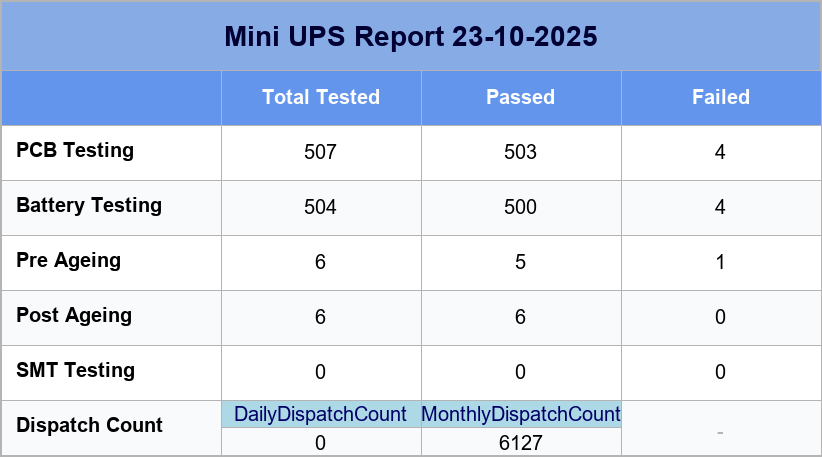 Mini UPS Report 23-10-2025
Total Tested Passed Failed
PCB Testing 507 503 4
Battery Testing 504 500 4
Pre Ageing 6 5 1
Post Ageing 6 6 0
SMT Testing 0 0 0
Dispatch Count DailyDispatchCount MonthlyDispatchCount -
0 6127